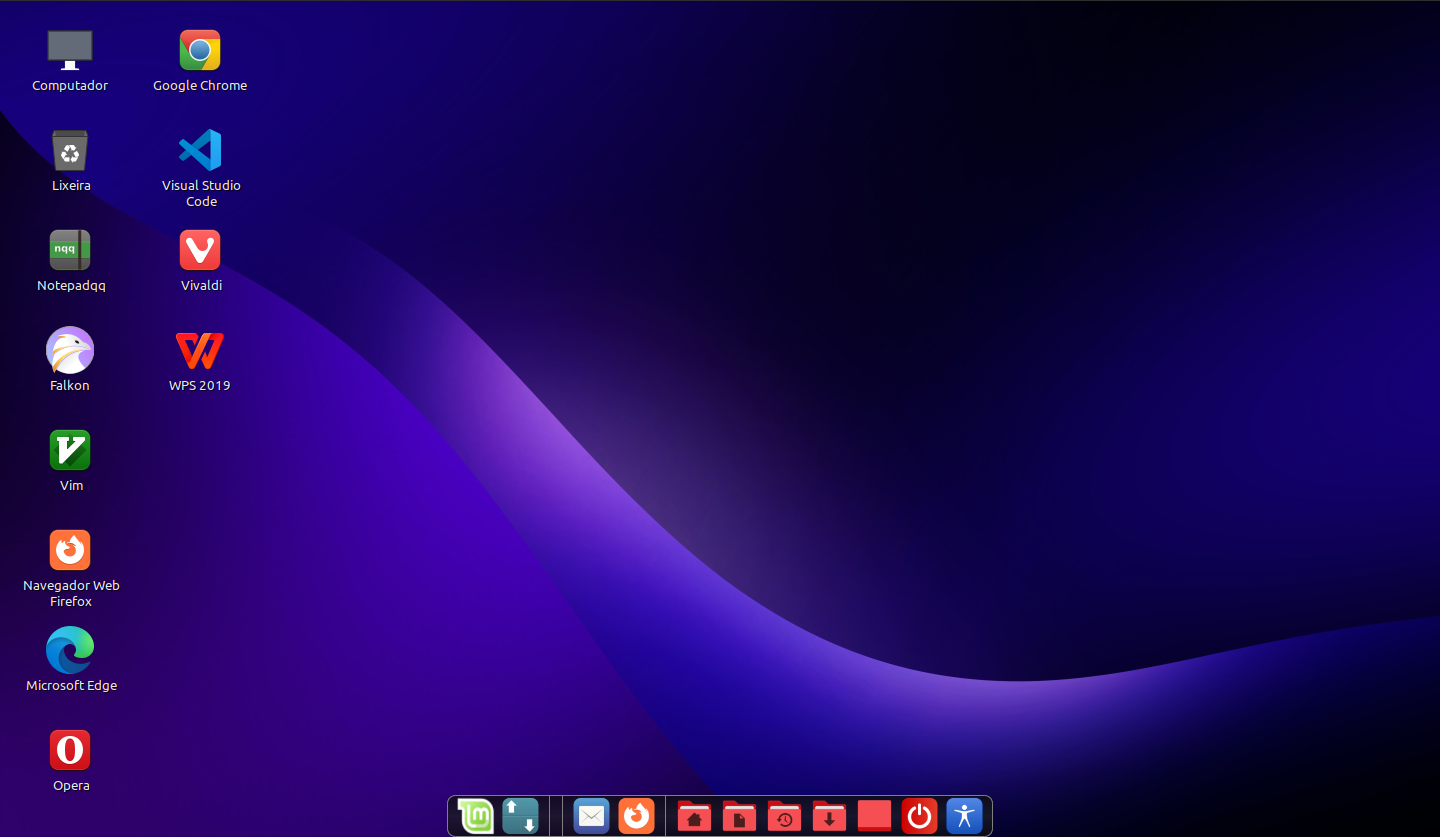 Computador
Google Chrome
Lixeira
Visual Studio
Code
nqq
Notepadqq
Vivaldi
Falkon
WPS 2019
Vim
Navegador Web
Firefox
Microsoft Edge
Opera